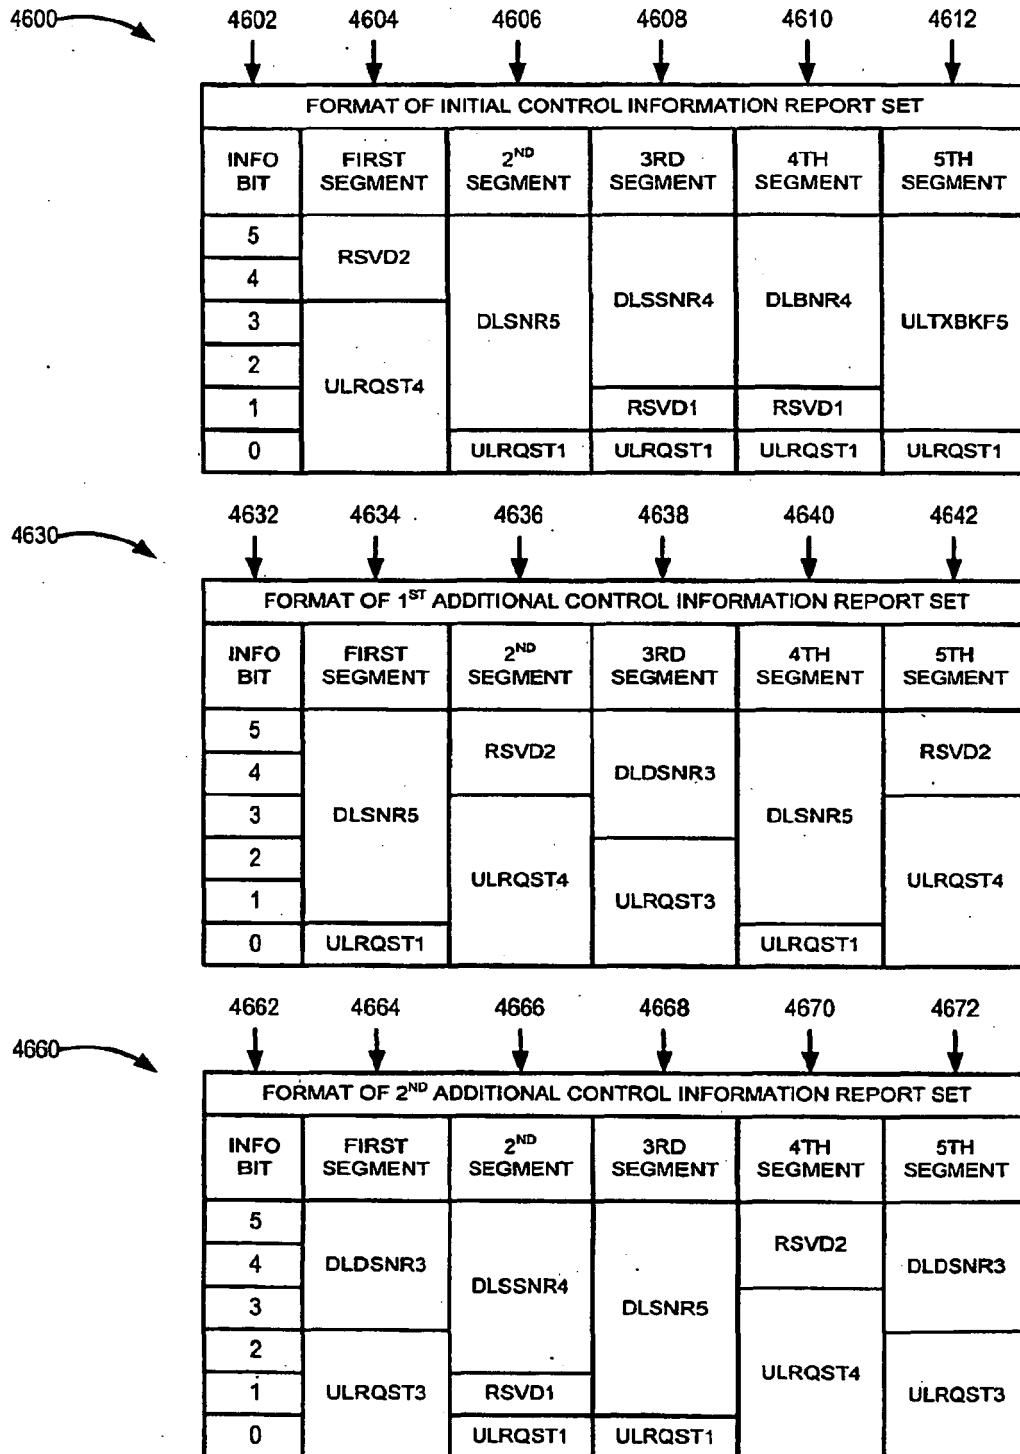 4600 4602 4604 4606 4608 4610 4612
FORMAT OF INITIAL CONTROL INFORMATION REPORT SET
INFO BIT FIRST SEGMENT 2ND SEGMENT 3RD SEGMENT 4TH SEGMENT 5TH SEGMENT
5
4
3
2
1
0
RSVD2
ULRQST4
DLSNR5
ULRQST1
DLSSNR4
RSVD1
ULRQST1
DLBNR4
RSVD1
ULRQST1
ULTXBKF5
ULRQST1
4630 4632 4634 4636 4638 4640 4642
FORMAT OF 1ST ADDITIONAL CONTROL INFORMATION REPORT SET
INFO BIT FIRST SEGMENT 2ND SEGMENT 3RD SEGMENT 4TH SEGMENT 5TH SEGMENT
5
4
3
2
1
0
DLSNR5
ULRQST1
RSVD2
ULRQST4
DLDSNR3
ULRQST3
DLSNR5
ULRQST1
RSVD2
ULRQST4
4660 4662 4664 4666 4668 4670 4672
FORMAT OF 2ND ADDITIONAL CONTROL INFORMATION REPORT SET
INFO BIT FIRST SEGMENT 2ND SEGMENT 3RD SEGMENT 4TH SEGMENT 5TH SEGMENT
5
4
3
2
1
0
DLDSNR3
ULRQST3
DLSSNR4
RSVD1
ULRQST1
DLSNR5
ULRQST1
RSVD2
ULRQST4
DLDSNR3
ULRQST3